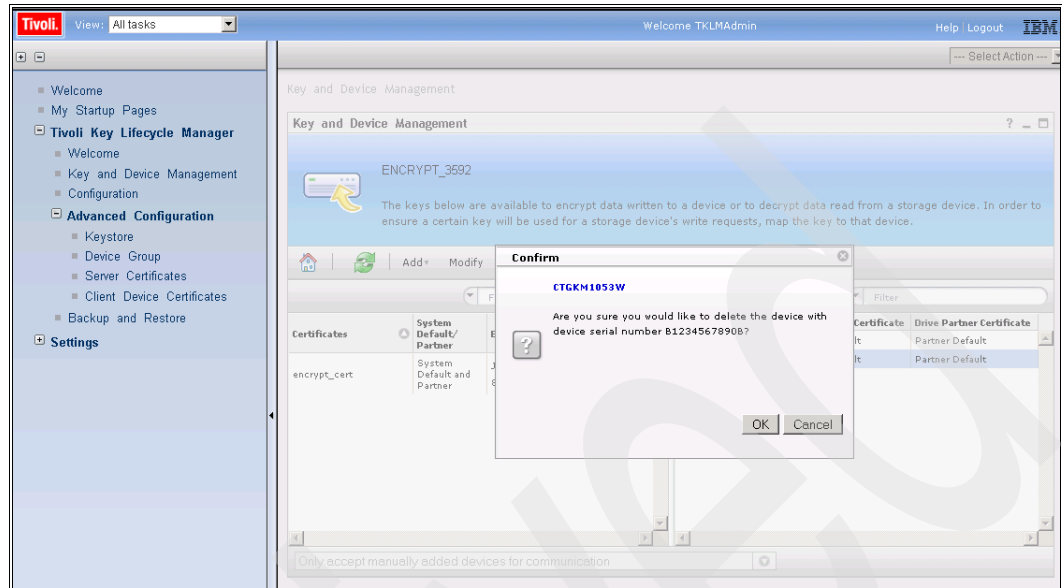 Tivoli. View: All tasks Welcome TKLMAdmin Help Logout IBM
--- Select Action ---
Welcome
My Startup Pages
Tivoli Key Lifecycle Manager
Welcome
Key and Device Management
Configuration
Advanced Configuration
Keystore
Device Group
Server Certificates
Client Device Certificates
Backup and Restore
Settings
Key and Device Management
Key and Device Management
ENCRYPT_3592
The keys below are available to encrypt data written to a device or to decrypt data read from a storage device. In order to
ensure a certain key will be used for a storage device's write requests, map the key to that device.
Add Modify
Filter
Certificates
System
Default/
Partner
Certificate
Drive Partner Certificate
Partner Default
Partner Default
encrypt_cert
System
Default and
Partner
Confirm
CTGKM1053W
Are you sure you would like to delete the device with
device serial number B1234567890B?
OK Cancel
Only accept manually added devices for communication